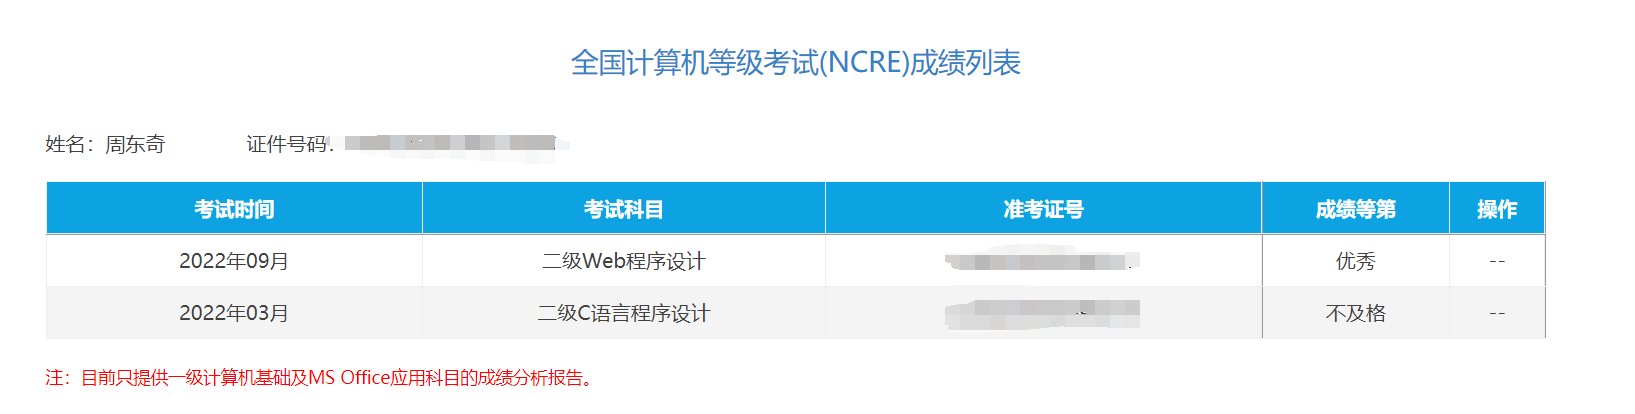 全国计算机等级考试(NCRE)成绩列表
姓名：周东奇 证件号码：
考试时间 考试科目 准考证号 成绩等第 操作
2022年09月 二级Web程序设计 优秀 --
2022年03月 二级C语言程序设计 不及格 --
注：目前只提供一级计算机基础及MS Office应用科目的成绩分析报告。